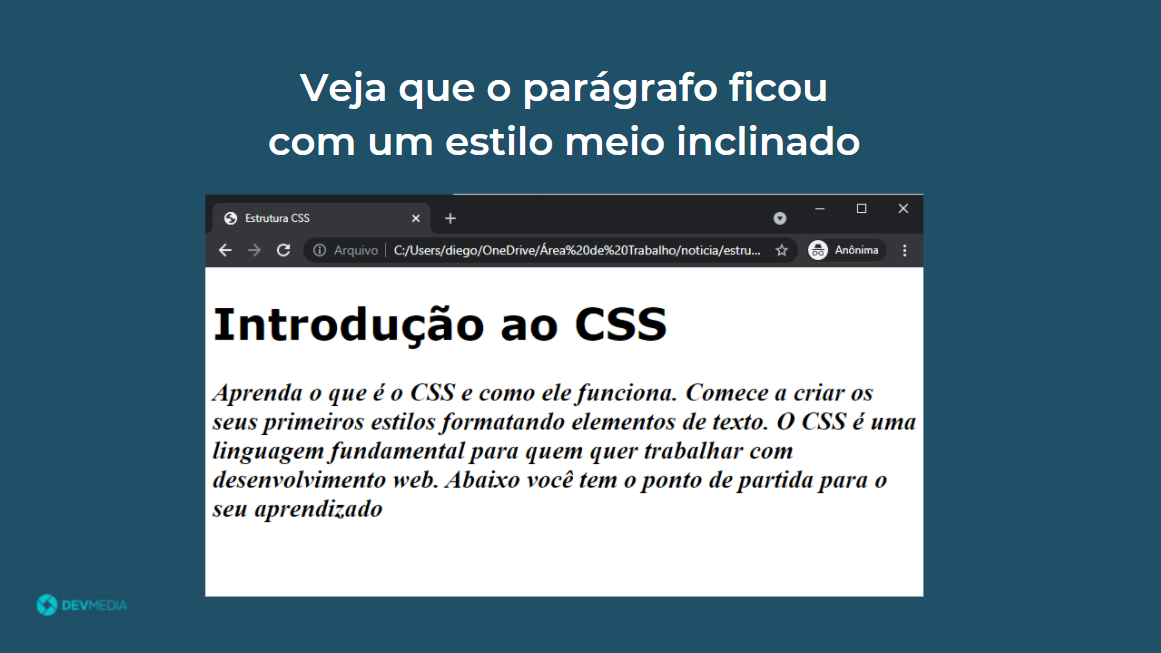 Veja que o parágrafo ficou
com um estilo meio inclinado
Estrutura CSS
Arquivo | C:/Users/diego/OneDrive/Área%20de%20Trabalho/noticia/estru...
Anônima
Introdução ao CSS
Aprenda o que é o CSS e como ele funciona. Comece a criar os
seus primeiros estilos formatando elementos de texto. O CSS é uma
linguagem fundamental para quem quer trabalhar com
desenvolvimento web. Abaixo você tem o ponto de partida para o
seu aprendizado
DEVMEDIA